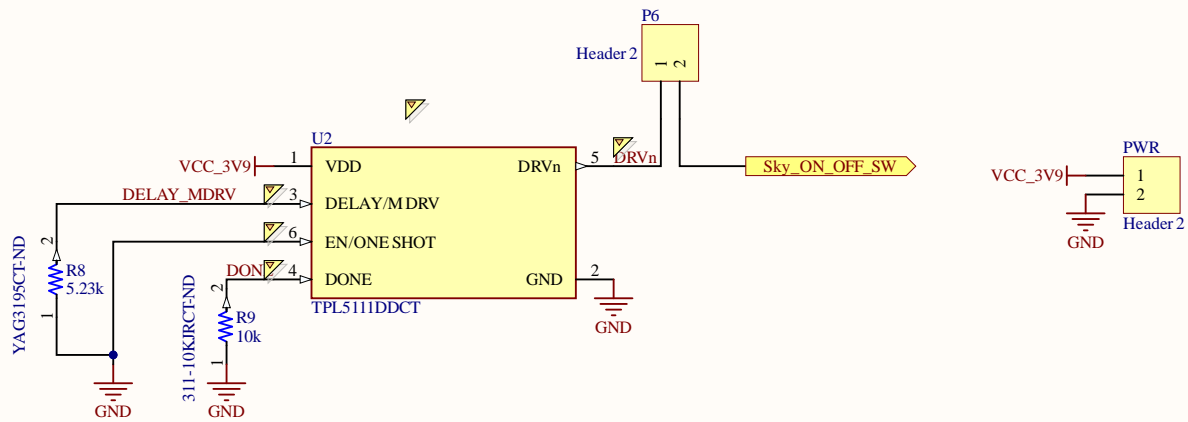 P6
Header 2
1
2
U2
VCC_3V9
1
VDD
DRVn
5
DRVn
Sky_ON_OFF_SW
DELAY_MDRV
3
DELAY/M DRV
6
EN/ONE SHOT
DON
4
DONE
GND
2
GND
TPL5111DDCT
YAG3195CT-ND
2
R8
5.23k
1
GND
311-10KJRCT-ND
2
R9
10k
1
GND
PWR
VCC_3V9
1
2
Header 2
GND